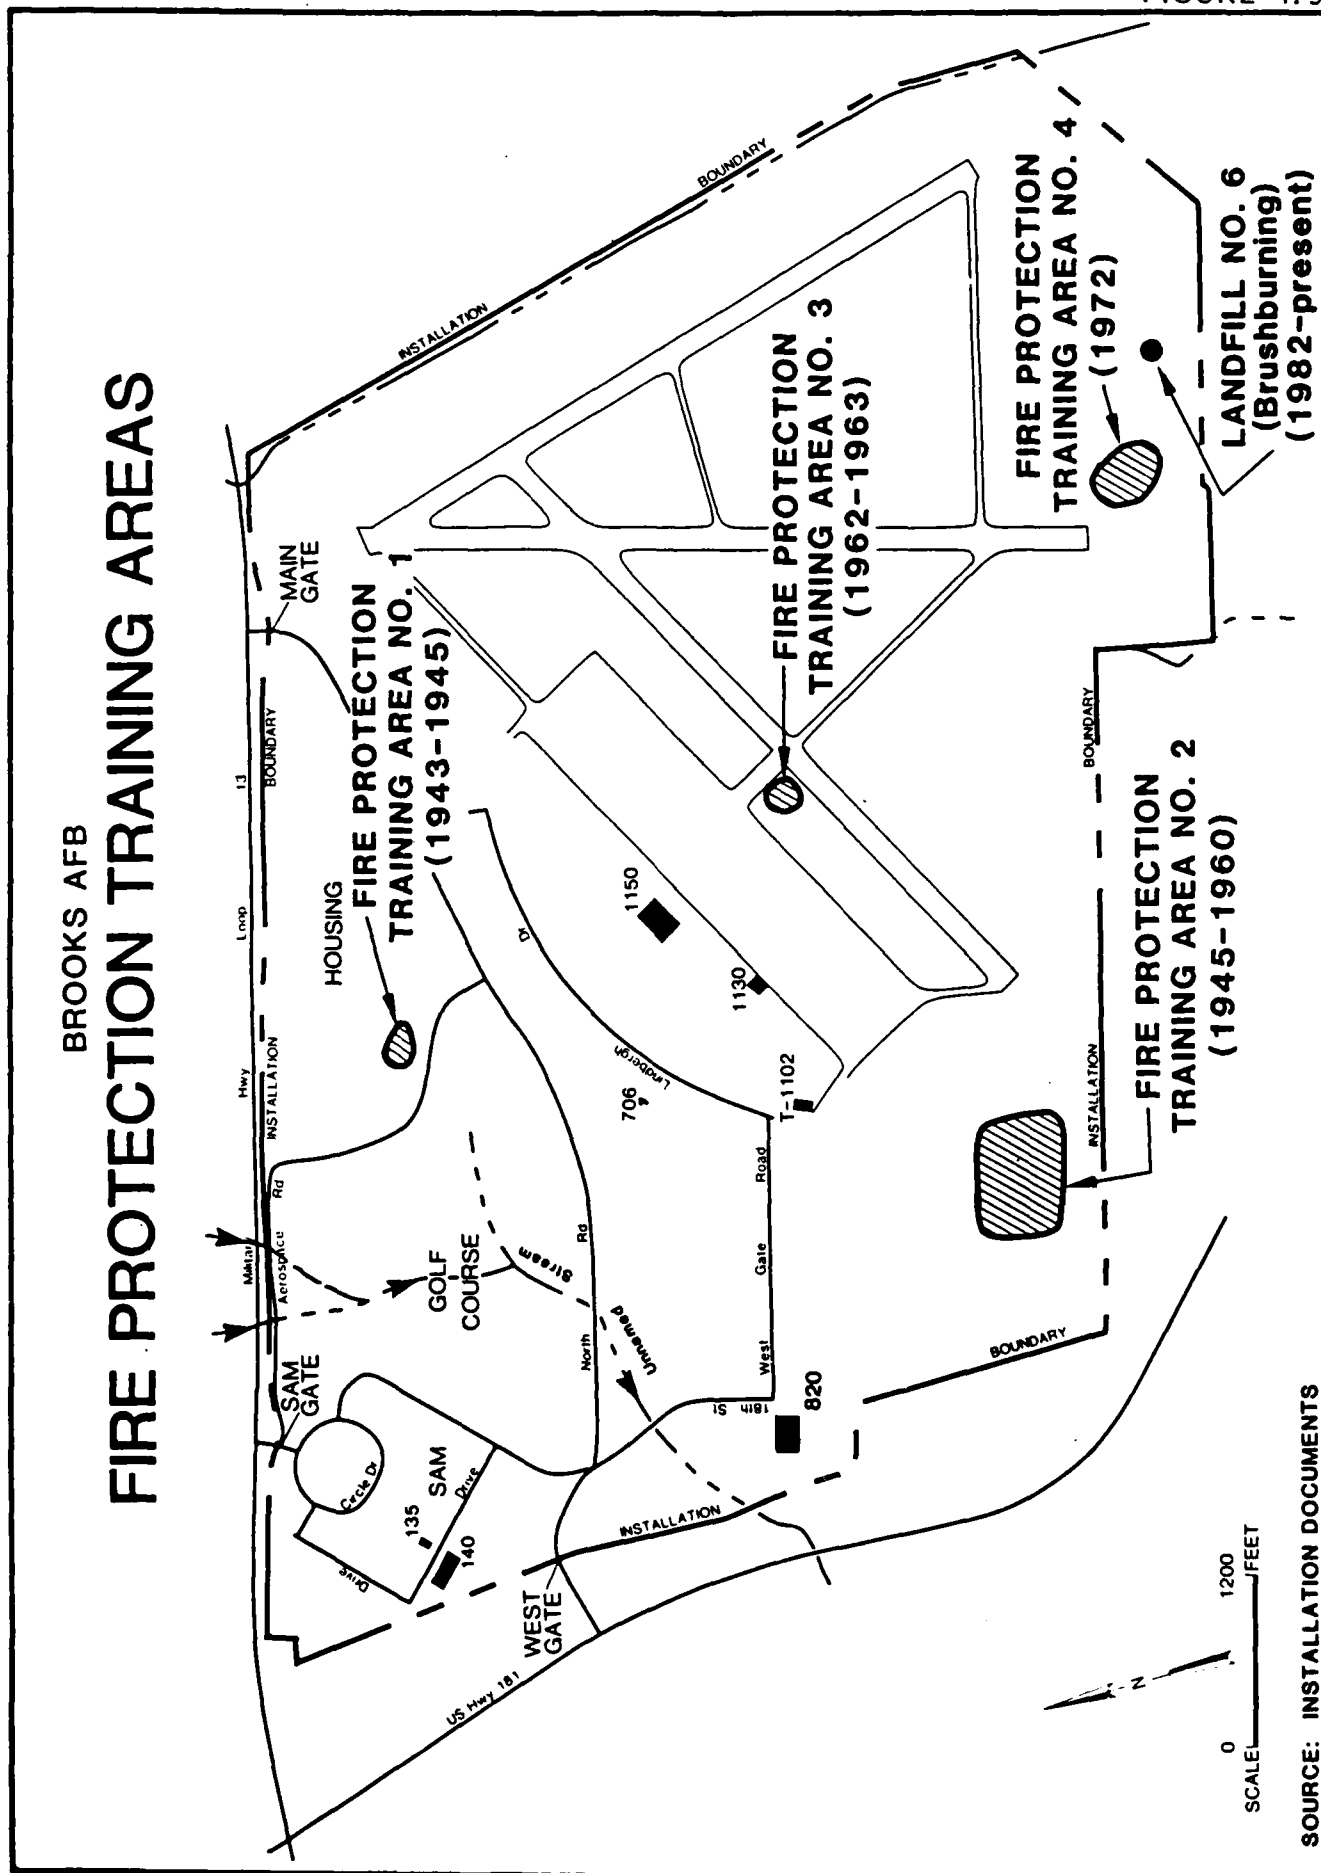 BROOKS AFB
FIRE PROTECTION TRAINING AREAS
Military
Hwy
Loop
13
INSTALLATION
BOUNDARY
Aerospace
Rd
SAM
GATE
MAIN
GATE
HOUSING
FIRE PROTECTION
TRAINING AREA NO. 1
(1943-1945)
INSTALLATION
BOUNDARY
Circle Dr
SAM
Drive
Drive
135
140
GOLF
COURSE
Unnamed
Stream
North
Rd
Lindbergh
Dr
706
1150
1130
T-1102
WEST
GATE
US Hwy 181
INSTALLATION
BOUNDARY
18th St
West
Gate
Road
820
FIRE PROTECTION
TRAINING AREA NO. 3
(1962-1963)
FIRE PROTECTION
TRAINING AREA NO. 4
(1972)
INSTALLATION
BOUNDARY
FIRE PROTECTION
TRAINING AREA NO. 2
(1945-1960)
LANDFILL NO. 6
(Brushburning)
(1982-present)
N
0
1200
SCALE
FEET
SOURCE: INSTALLATION DOCUMENTS